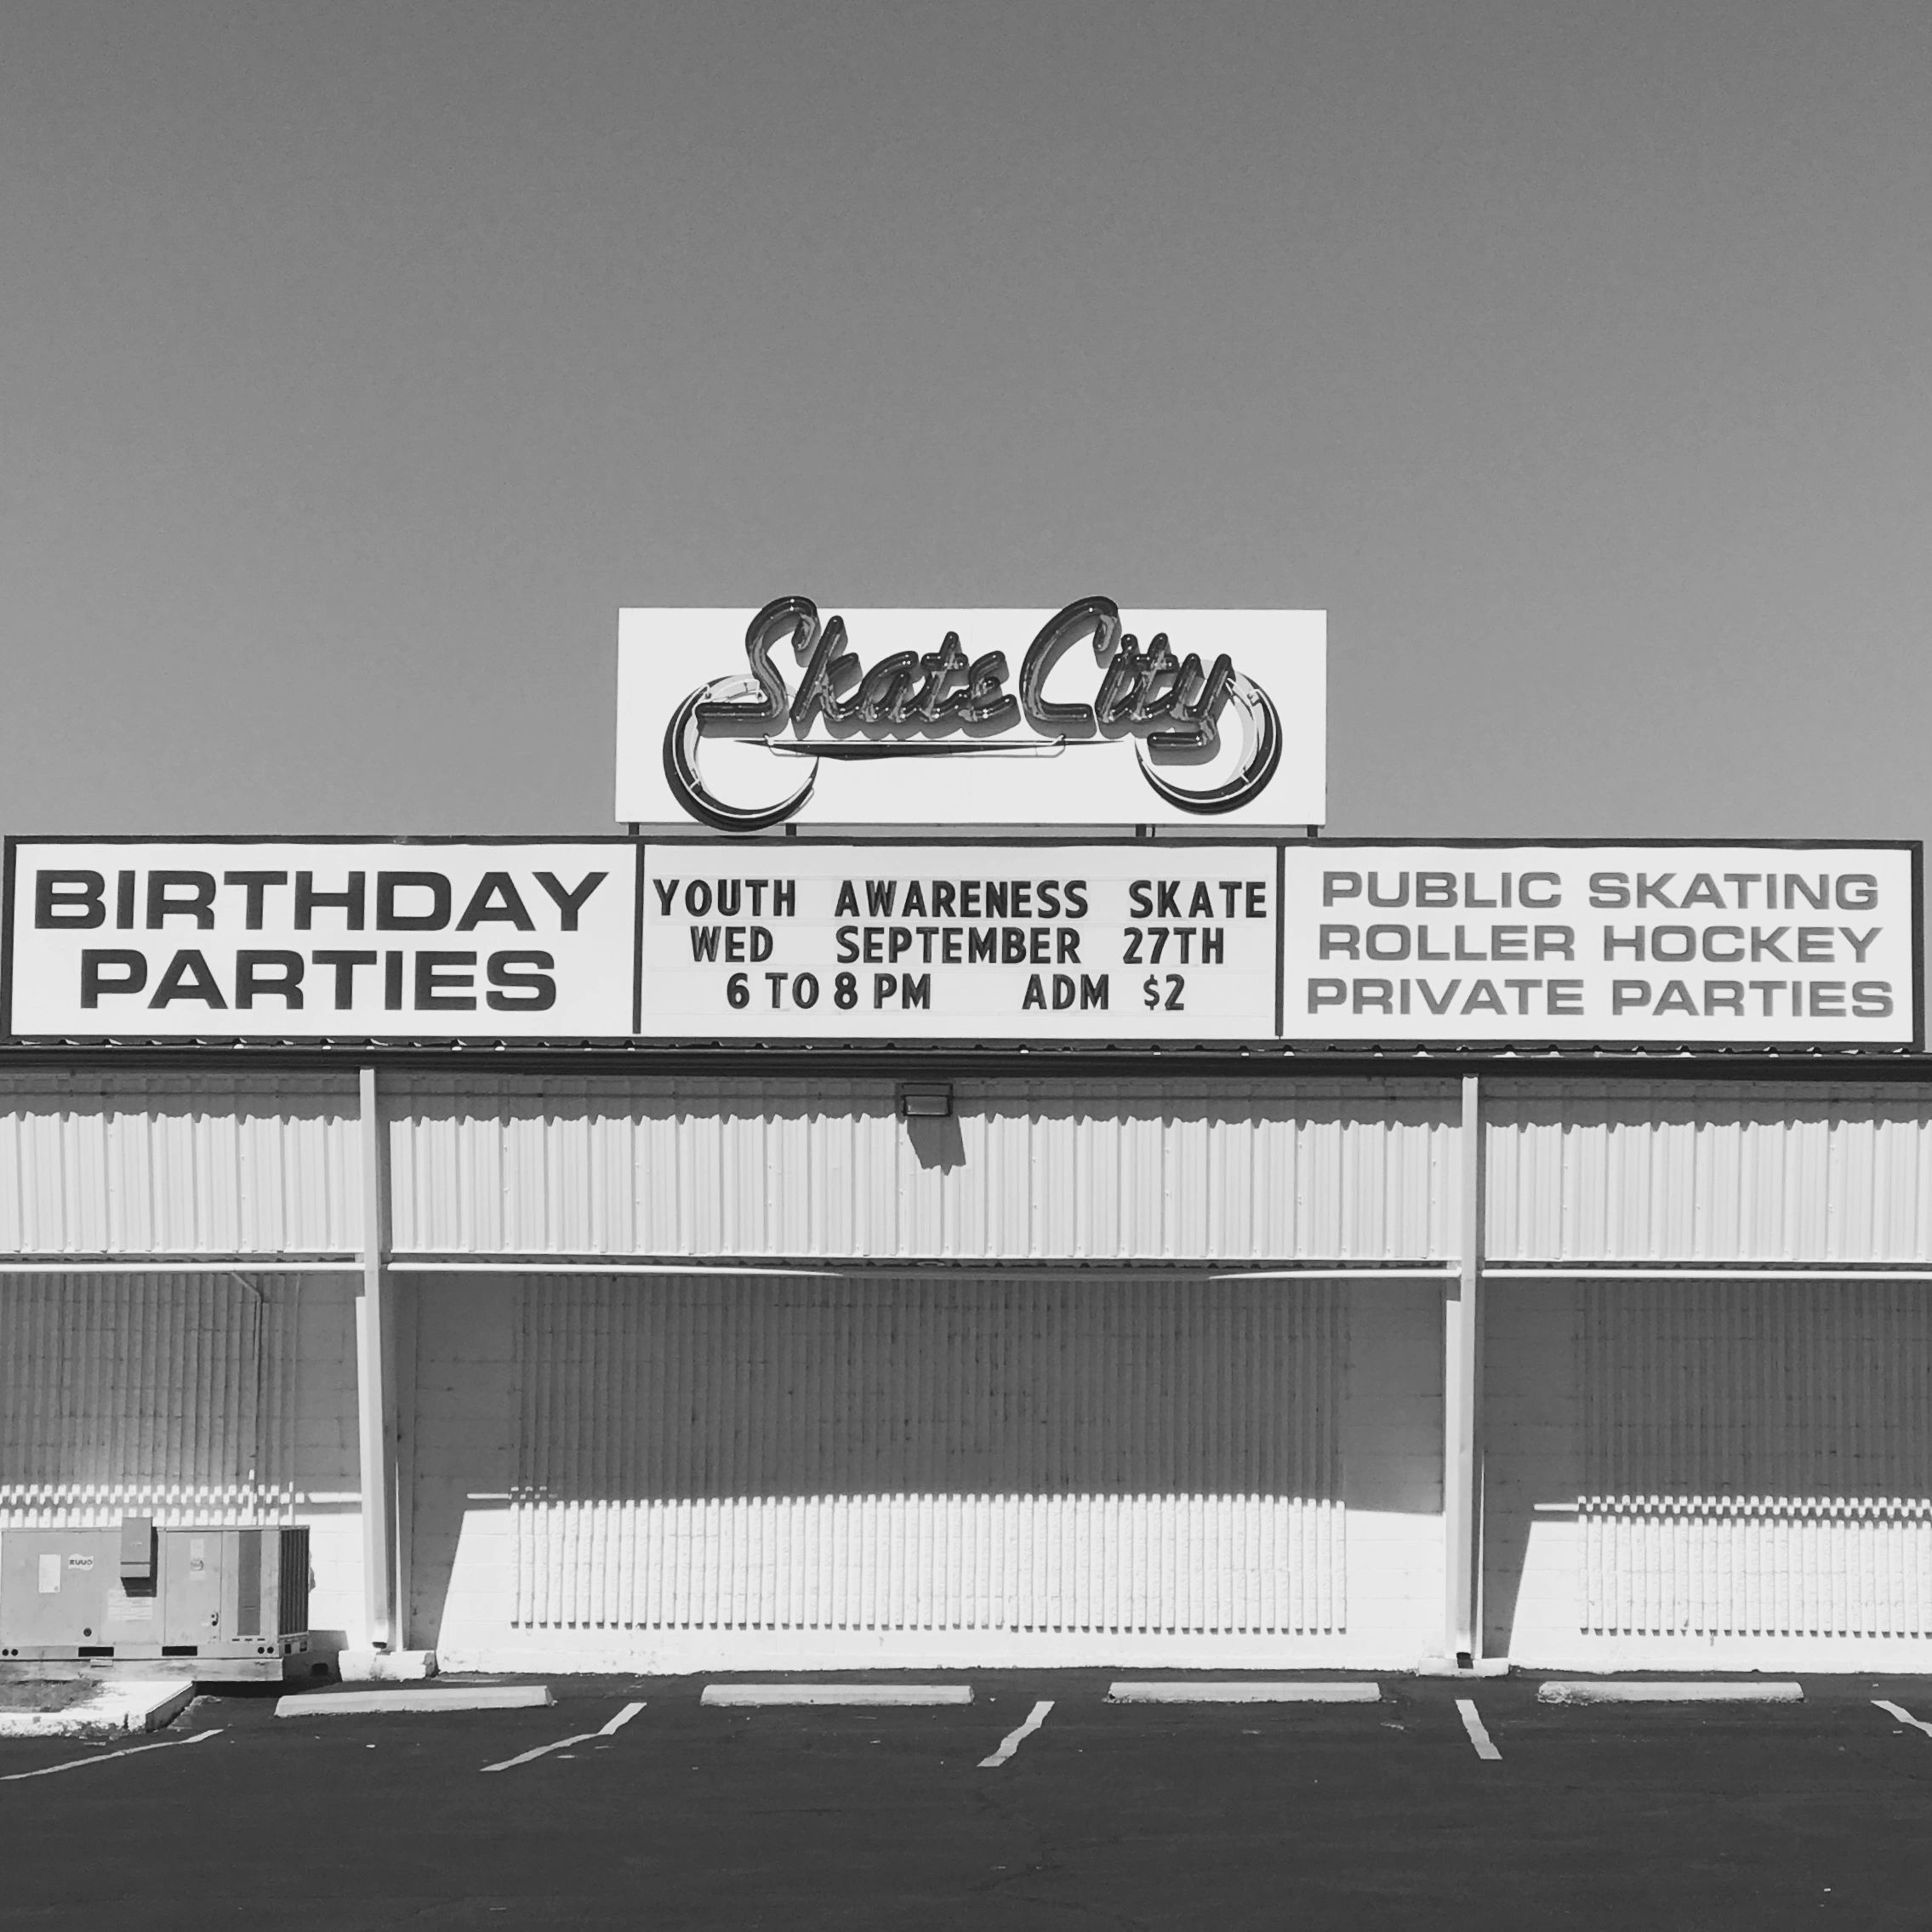 Skate City
BIRTHDAY
PARTIES
YOUTH AWARENESS SKATE
WED SEPTEMBER 27TH
6 TO 8 PM ADM $2
PUBLIC SKATING
ROLLER HOCKEY
PRIVATE PARTIES
RUUD